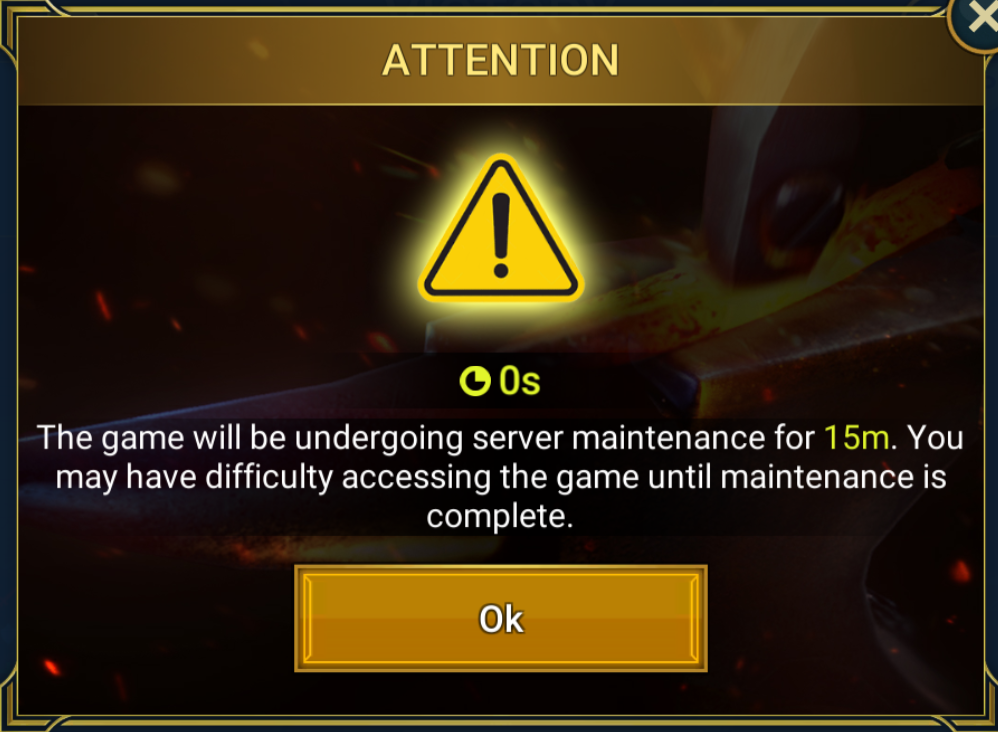 ATTENTION
0s
The game will be undergoing server maintenance for 15m. You
may have difficulty accessing the game until maintenance is
complete.
Ok